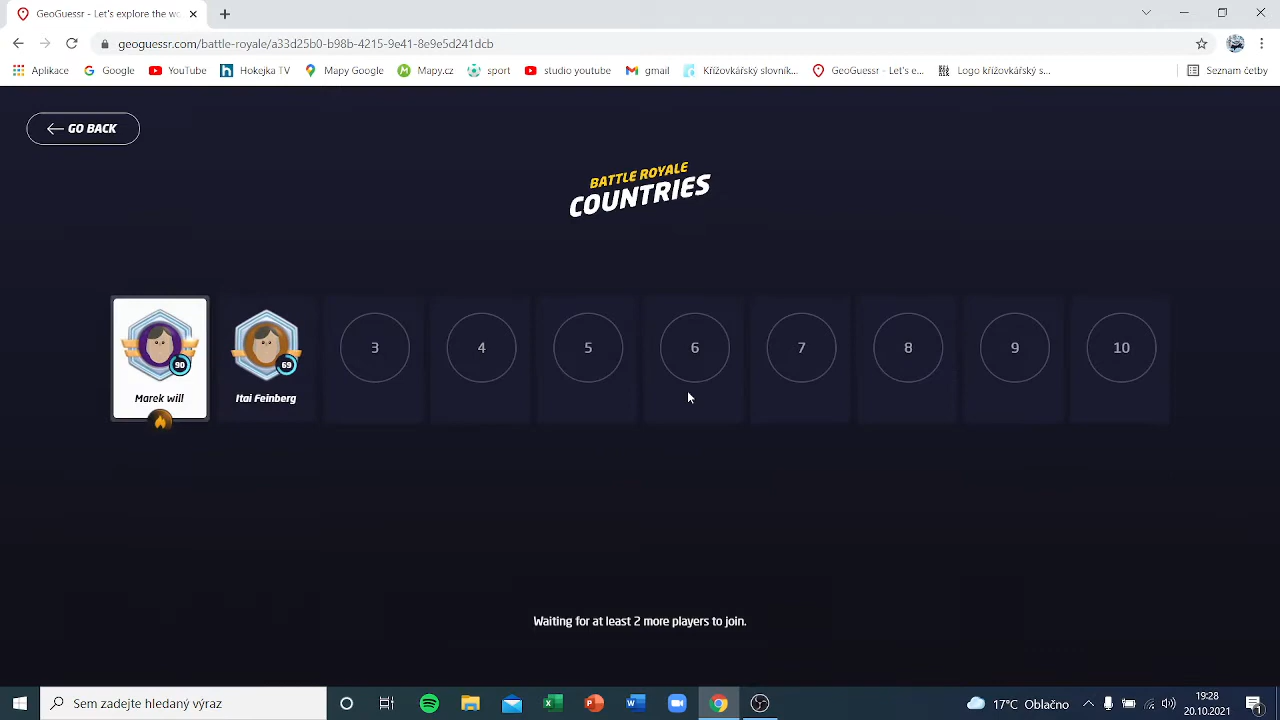 GeoGuessr - Let's explore the wo
geoguessr.com/battle-royale/a33d25b0-b98b-4215-9e41-8e9e5d241dcb
Aplikace Google YouTube Hokejka TV Mapy Google Mapy.cz sport studio youtube gmail Křížovkářský slovník... GeoGuessr - Let's e... Logo křížovkářský s... Seznam četby
GO BACK
BATTLE ROYALE
COUNTRIES
3 4 5 6 7 8 9 10
90 69
Marek will Itai Feinberg
Waiting for at least 2 more players to join.
Sem zadejte hledaný výraz
17°C Oblačno
19:28
20.10.2021
1